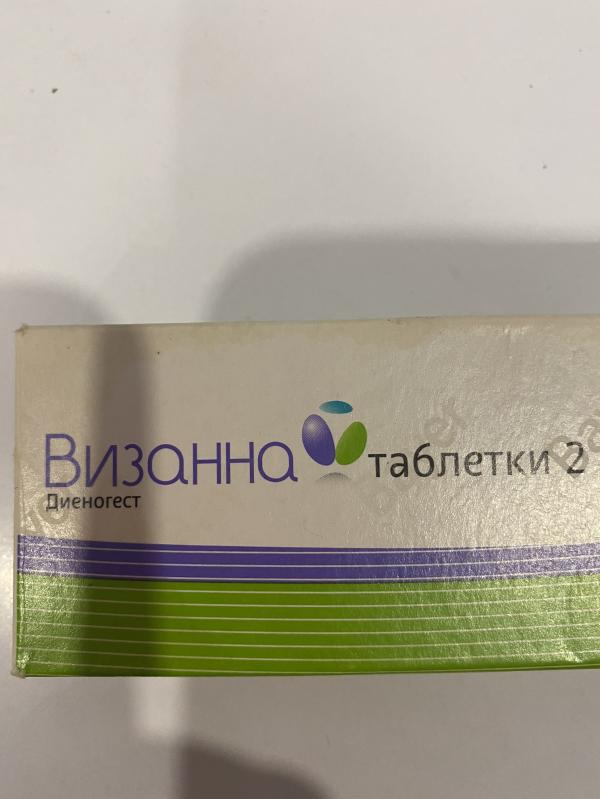 Визанна таблетки 2
Диеногест